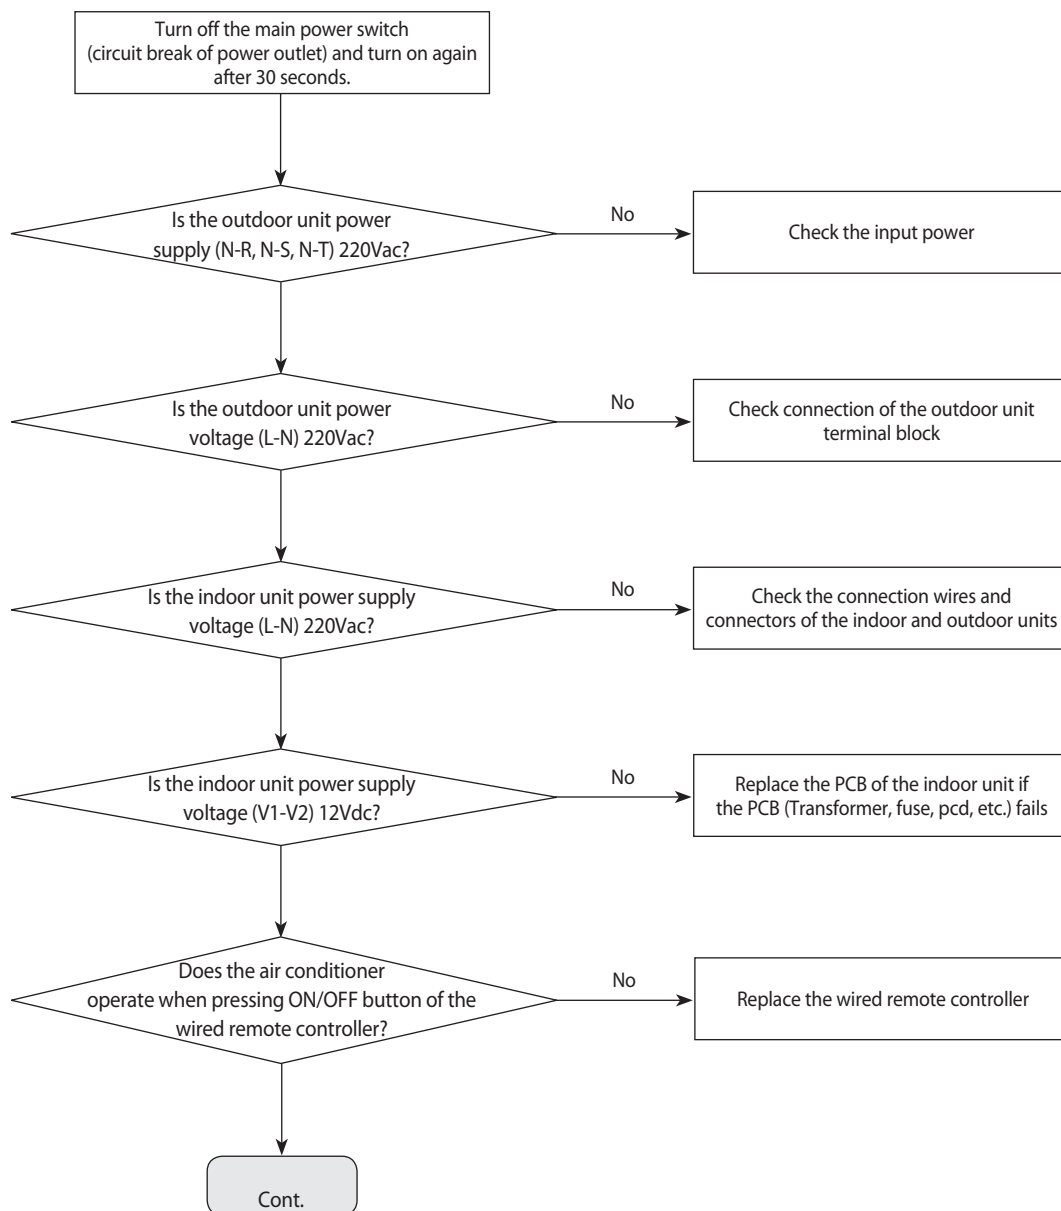 Turn off the main power switch
(circuit break of power outlet) and turn on again
after 30 seconds.
Is the outdoor unit power
supply (N-R, N-S, N-T) 220Vac?
No
Check the input power
Is the outdoor unit power
voltage (L-N) 220Vac?
No
Check connection of the outdoor unit
terminal block
Is the indoor unit power supply
voltage (L-N) 220Vac?
No
Check the connection wires and
connectors of the indoor and outdoor units
Is the indoor unit power supply
voltage (V1-V2) 12Vdc?
No
Replace the PCB of the indoor unit if
the PCB (Transformer, fuse, pcd, etc.) fails
Does the air conditioner
operate when pressing ON/OFF button of the
wired remote controller?
No
Replace the wired remote controller
Cont.